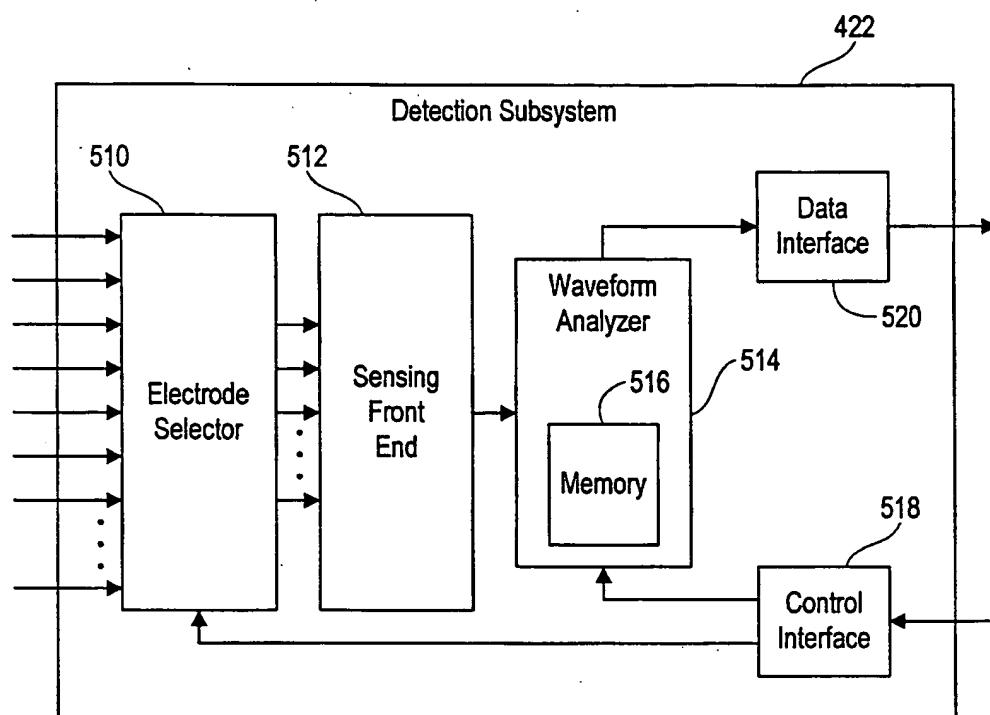 422
Detection Subsystem
510
512
Data
Interface
520
Waveform
Analyzer
514
516
Electrode
Selector
Sensing
Front
End
Memory
518
Control
Interface